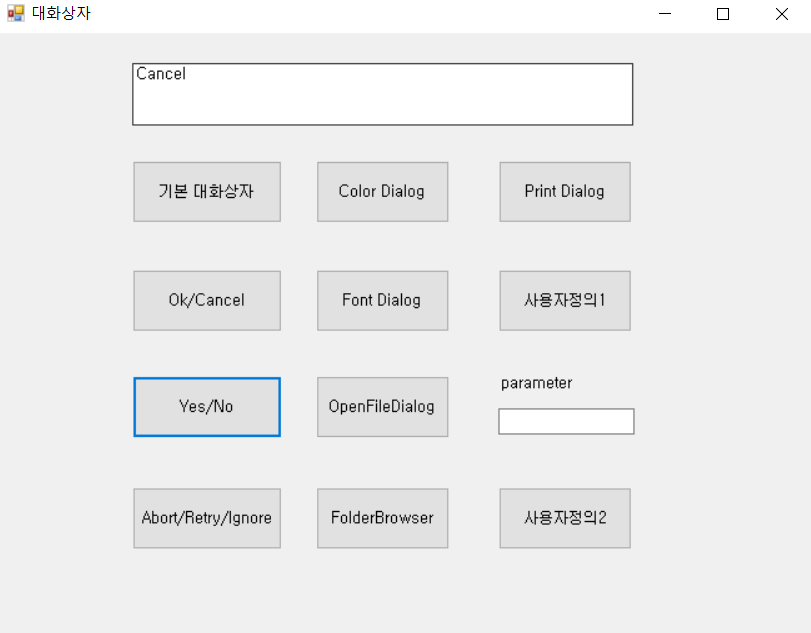 대화상자
Cancel
기본 대화상자
Color Dialog
Print Dialog
Ok/Cancel
Font Dialog
사용자정의1
Yes/No
OpenFileDialog
parameter
Abort/Retry/Ignore
FolderBrowser
사용자정의2